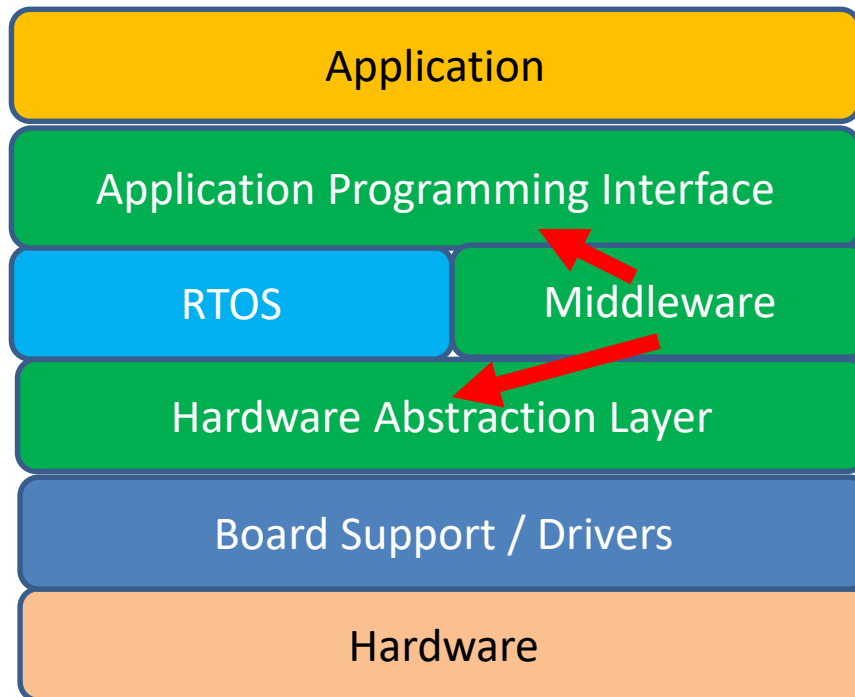 Application
Application Programming Interface
RTOS
Middleware
Hardware Abstraction Layer
Board Support / Drivers
Hardware